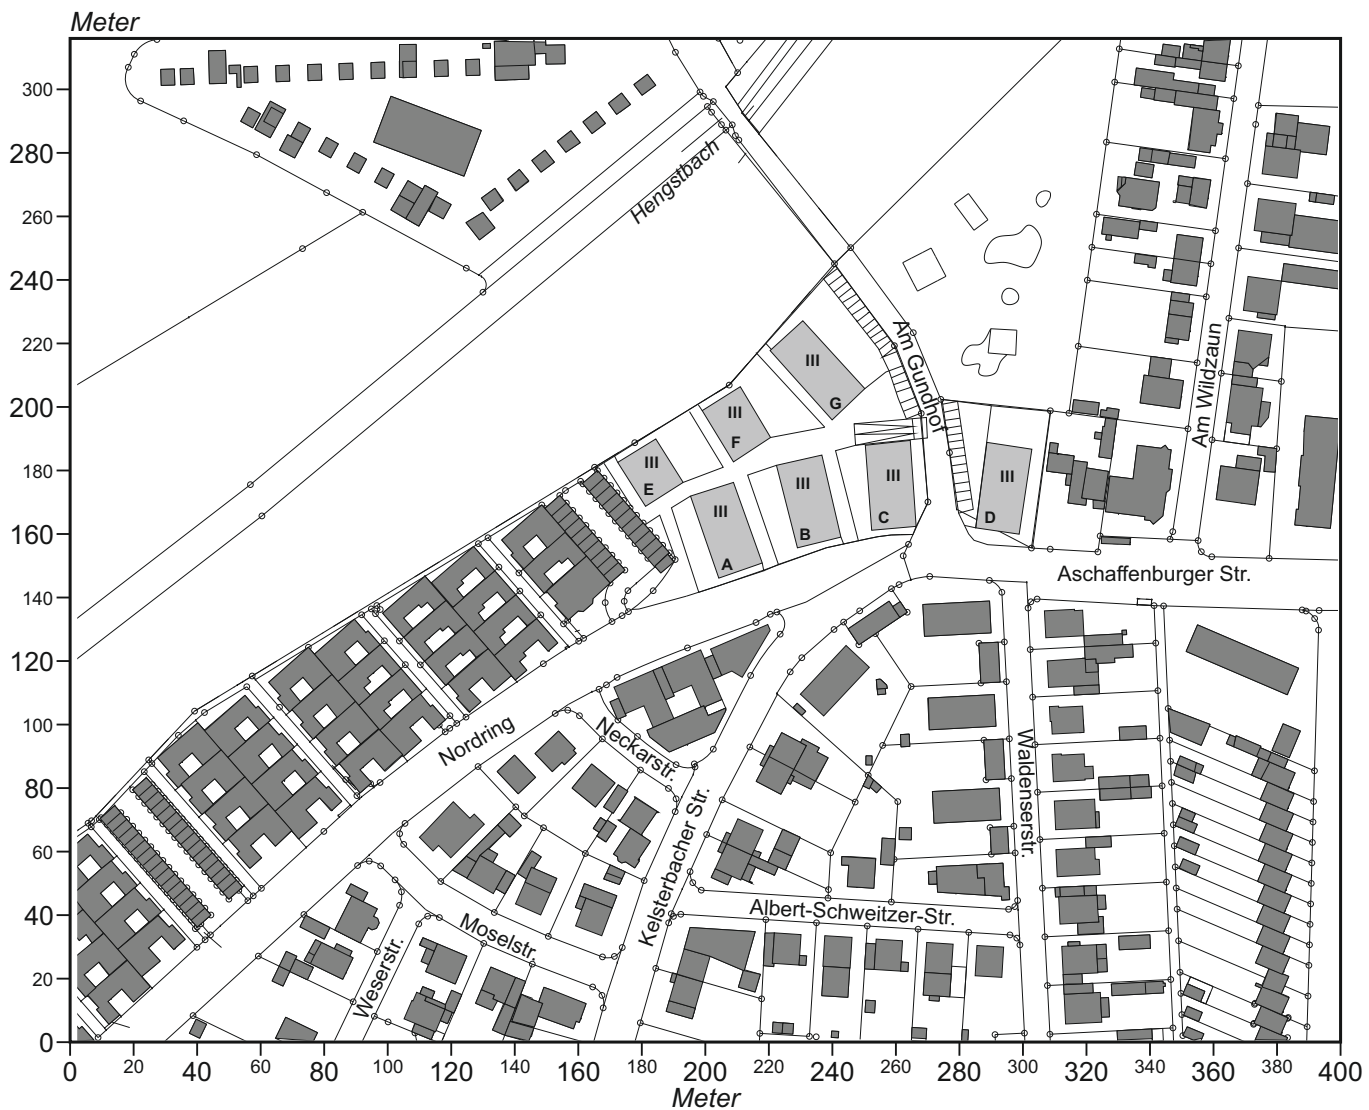 Meter
300
280
260
240
220
200
180
160
140
120
100
80
60
40
20
0
Hengstbach
Am Gundhof
Am Wildzaun
III
G
III
F
III
E
III
A
III
B
III
C
III
D
Aschaffenburger Str.
Nordring
Neckarstr.
Waldenserstr.
Kelsterbacher Str.
Albert-Schweitzer-Str.
Moselstr.
Weserstr.
0 20 40 60 80 100 120 140 160 180 200 220 240 260 280 300 320 340 360 380 400
Meter